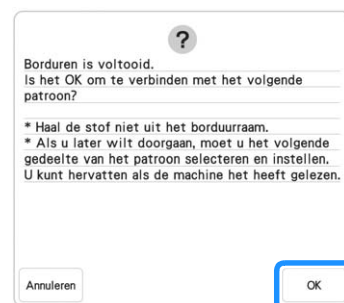 ?
Borduren is voltooid.
Is het OK om te verbinden met het volgende
patroon?
* Haal de stof niet uit het borduurraam.
* Als u later wilt doorgaan, moet u het volgende
gedeelte van het patroon selecteren en instellen.
U kunt hervatten als de machine het heeft gelezen.
Annuleren
OK